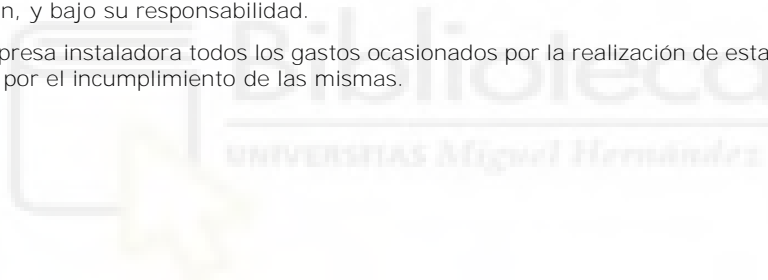 n, y bajo su responsabilidad.
presa instaladora todos los gastos ocasionados por la realización de esta
por el incumplimiento de las mismas.
Biblioteca
UNIVERSITAS Miguel Hernández